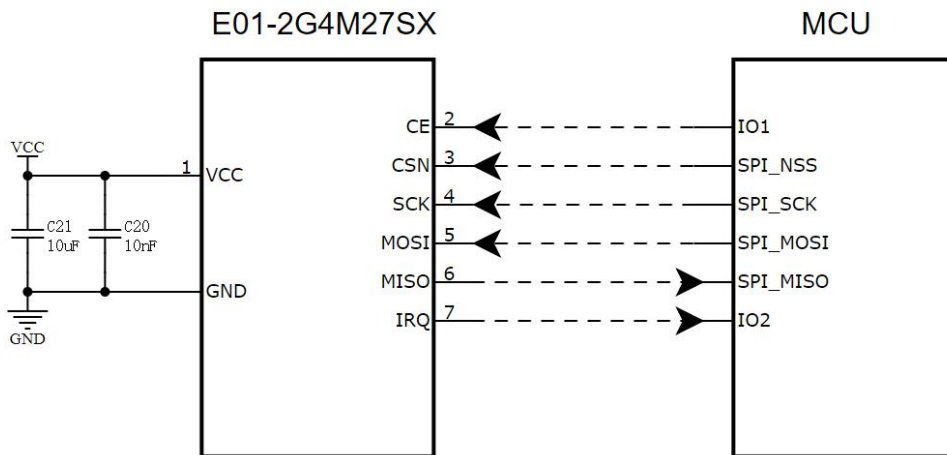 E01-2G4M27SX
MCU
CE 2
IO1
CSN 3
SPI_NSS
VCC
1 VCC
SCK 4
SPI_SCK
C21
10uF
C20
10nF
MOSI 5
SPI_MOSI
MISO 6
SPI_MISO
GND
IRQ 7
IO2
GND